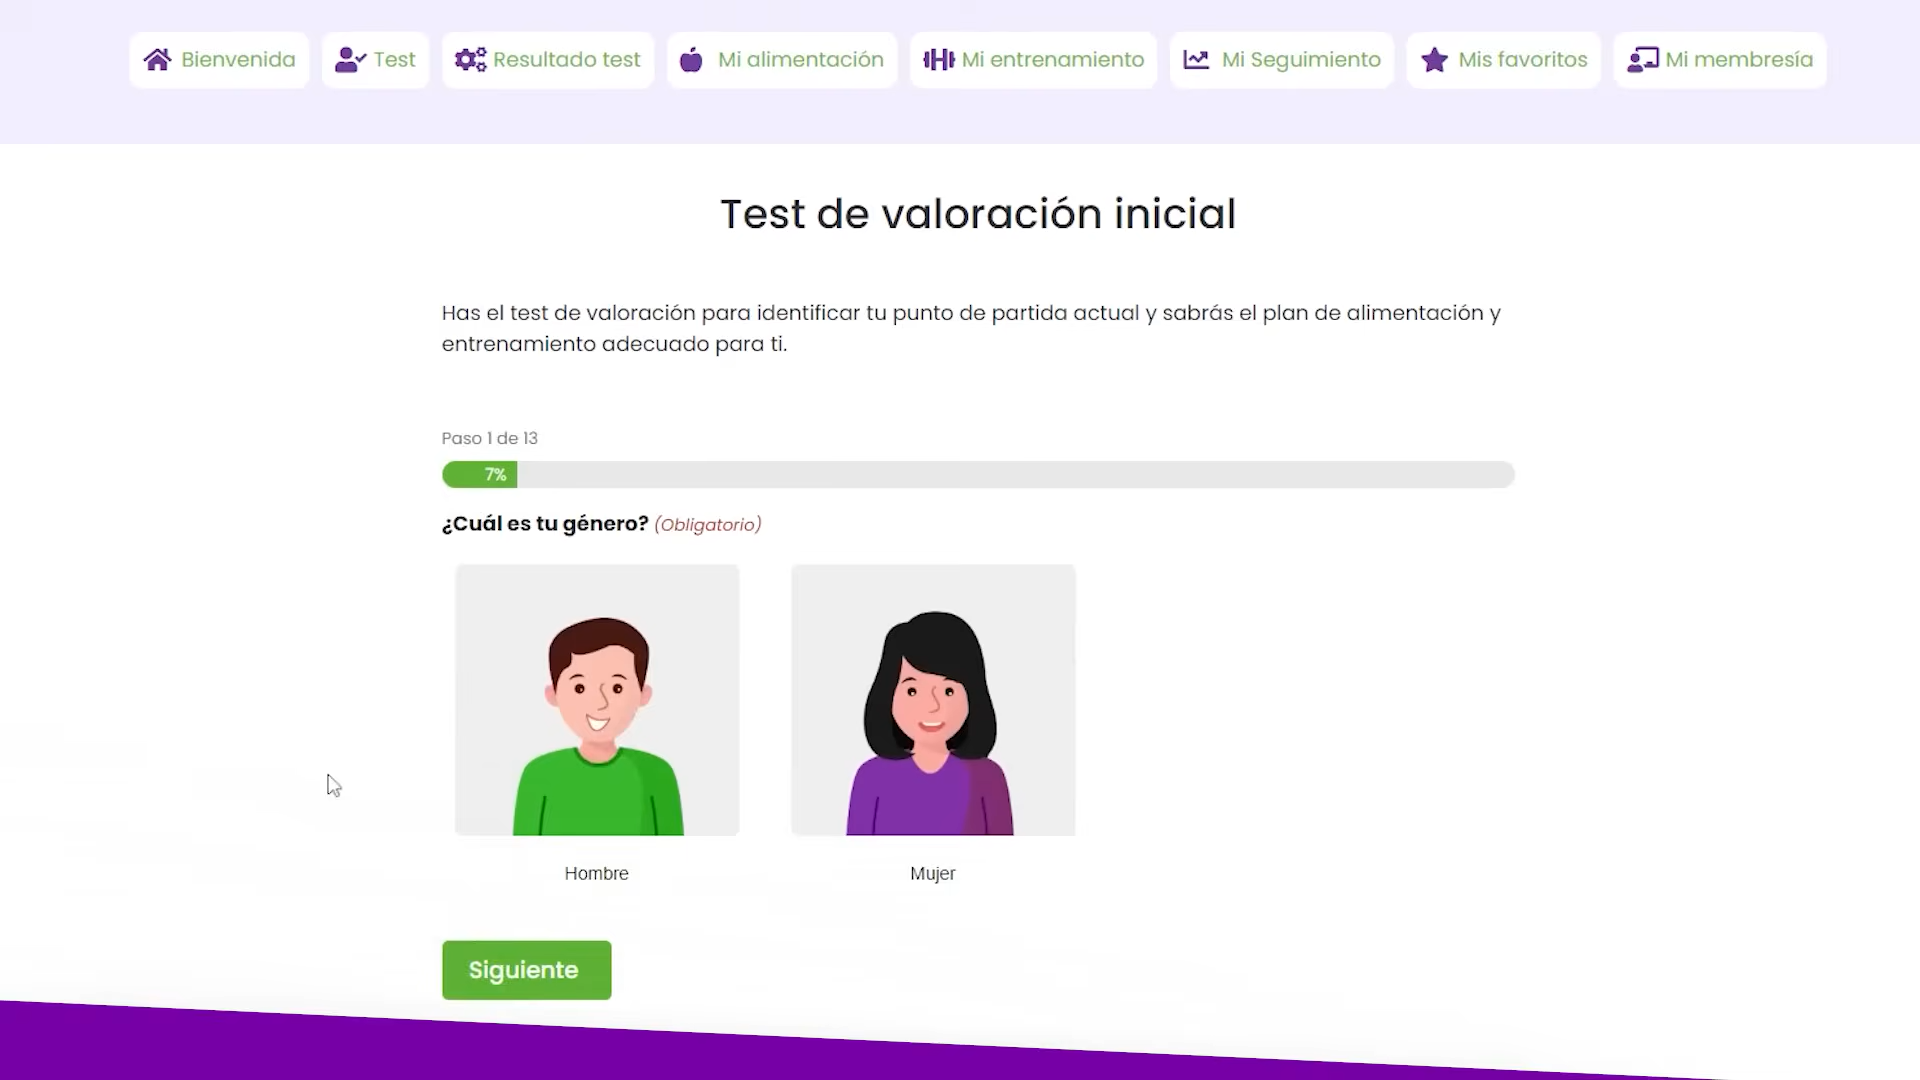 Bienvenida
Test
Resultado test
Mi alimentación
Mi entrenamiento
Mi Seguimiento
Mis favoritos
Mi membresía
Test de valoración inicial
Has el test de valoración para identificar tu punto de partida actual y sabrás el plan de alimentación y
entrenamiento adecuado para ti.
Paso 1 de 13
7%
¿Cuál es tu género? (Obligatorio)
Hombre
Mujer
Siguiente